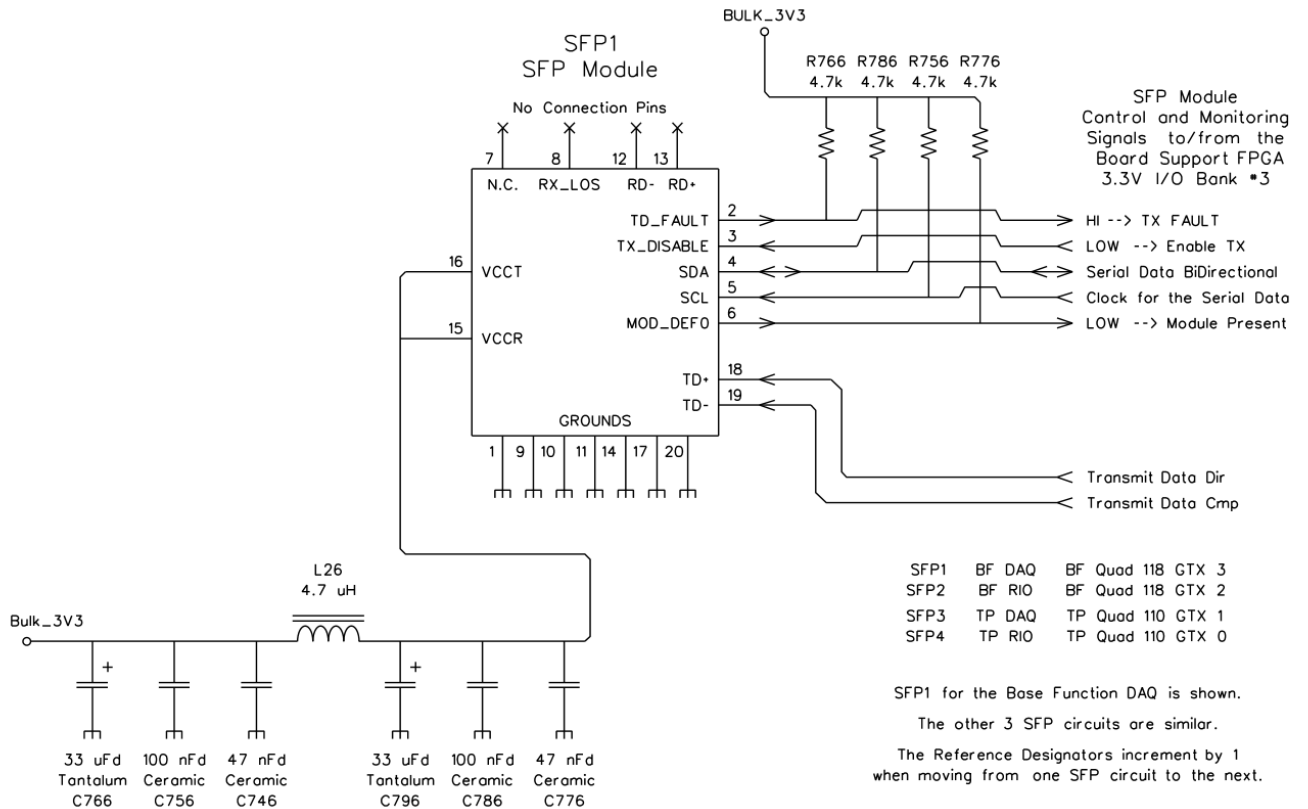 BULK_3V3
SFP1
SFP Module
R766 R786 R756 R776
4.7k 4.7k 4.7k 4.7k
No Connection Pins
SFP Module
Control and Monitoring
Signals to/from the
Board Support FPGA
3.3V I/O Bank *3
7 8 12 13
N.C. RX_LOS RD- RD+
TD_FAULT 2 HI --> TX FAULT
TX_DISABLE 3 LOW --> Enable TX
16 VCCT SDA 4 Serial Data BiDirectional
SCL 5 Clock for the Serial Data
15 VCCR MOD_DEF0 6 LOW --> Module Present
TD+ 18
TD- 19
GROUNDS
1 9 10 11 14 17 20
Transmit Data Dir
Transmit Data Cmp
L26
4.7 uH
Bulk_3V3
+ +
33 uFd 100 nFd 47 nFd 33 uFd 100 nFd 47 nFd
Tantalum Ceramic Ceramic Tantalum Ceramic Ceramic
C766 C756 C746 C796 C786 C776
SFP1 BF DAQ BF Quad 118 GTX 3
SFP2 BF RIO BF Quad 118 GTX 2
SFP3 TP DAQ TP Quad 110 GTX 1
SFP4 TP RIO TP Quad 110 GTX 0
SFP1 for the Base Function DAQ is shown.
The other 3 SFP circuits are similar.
The Reference Designators increment by 1
when moving from one SFP circuit to the next.